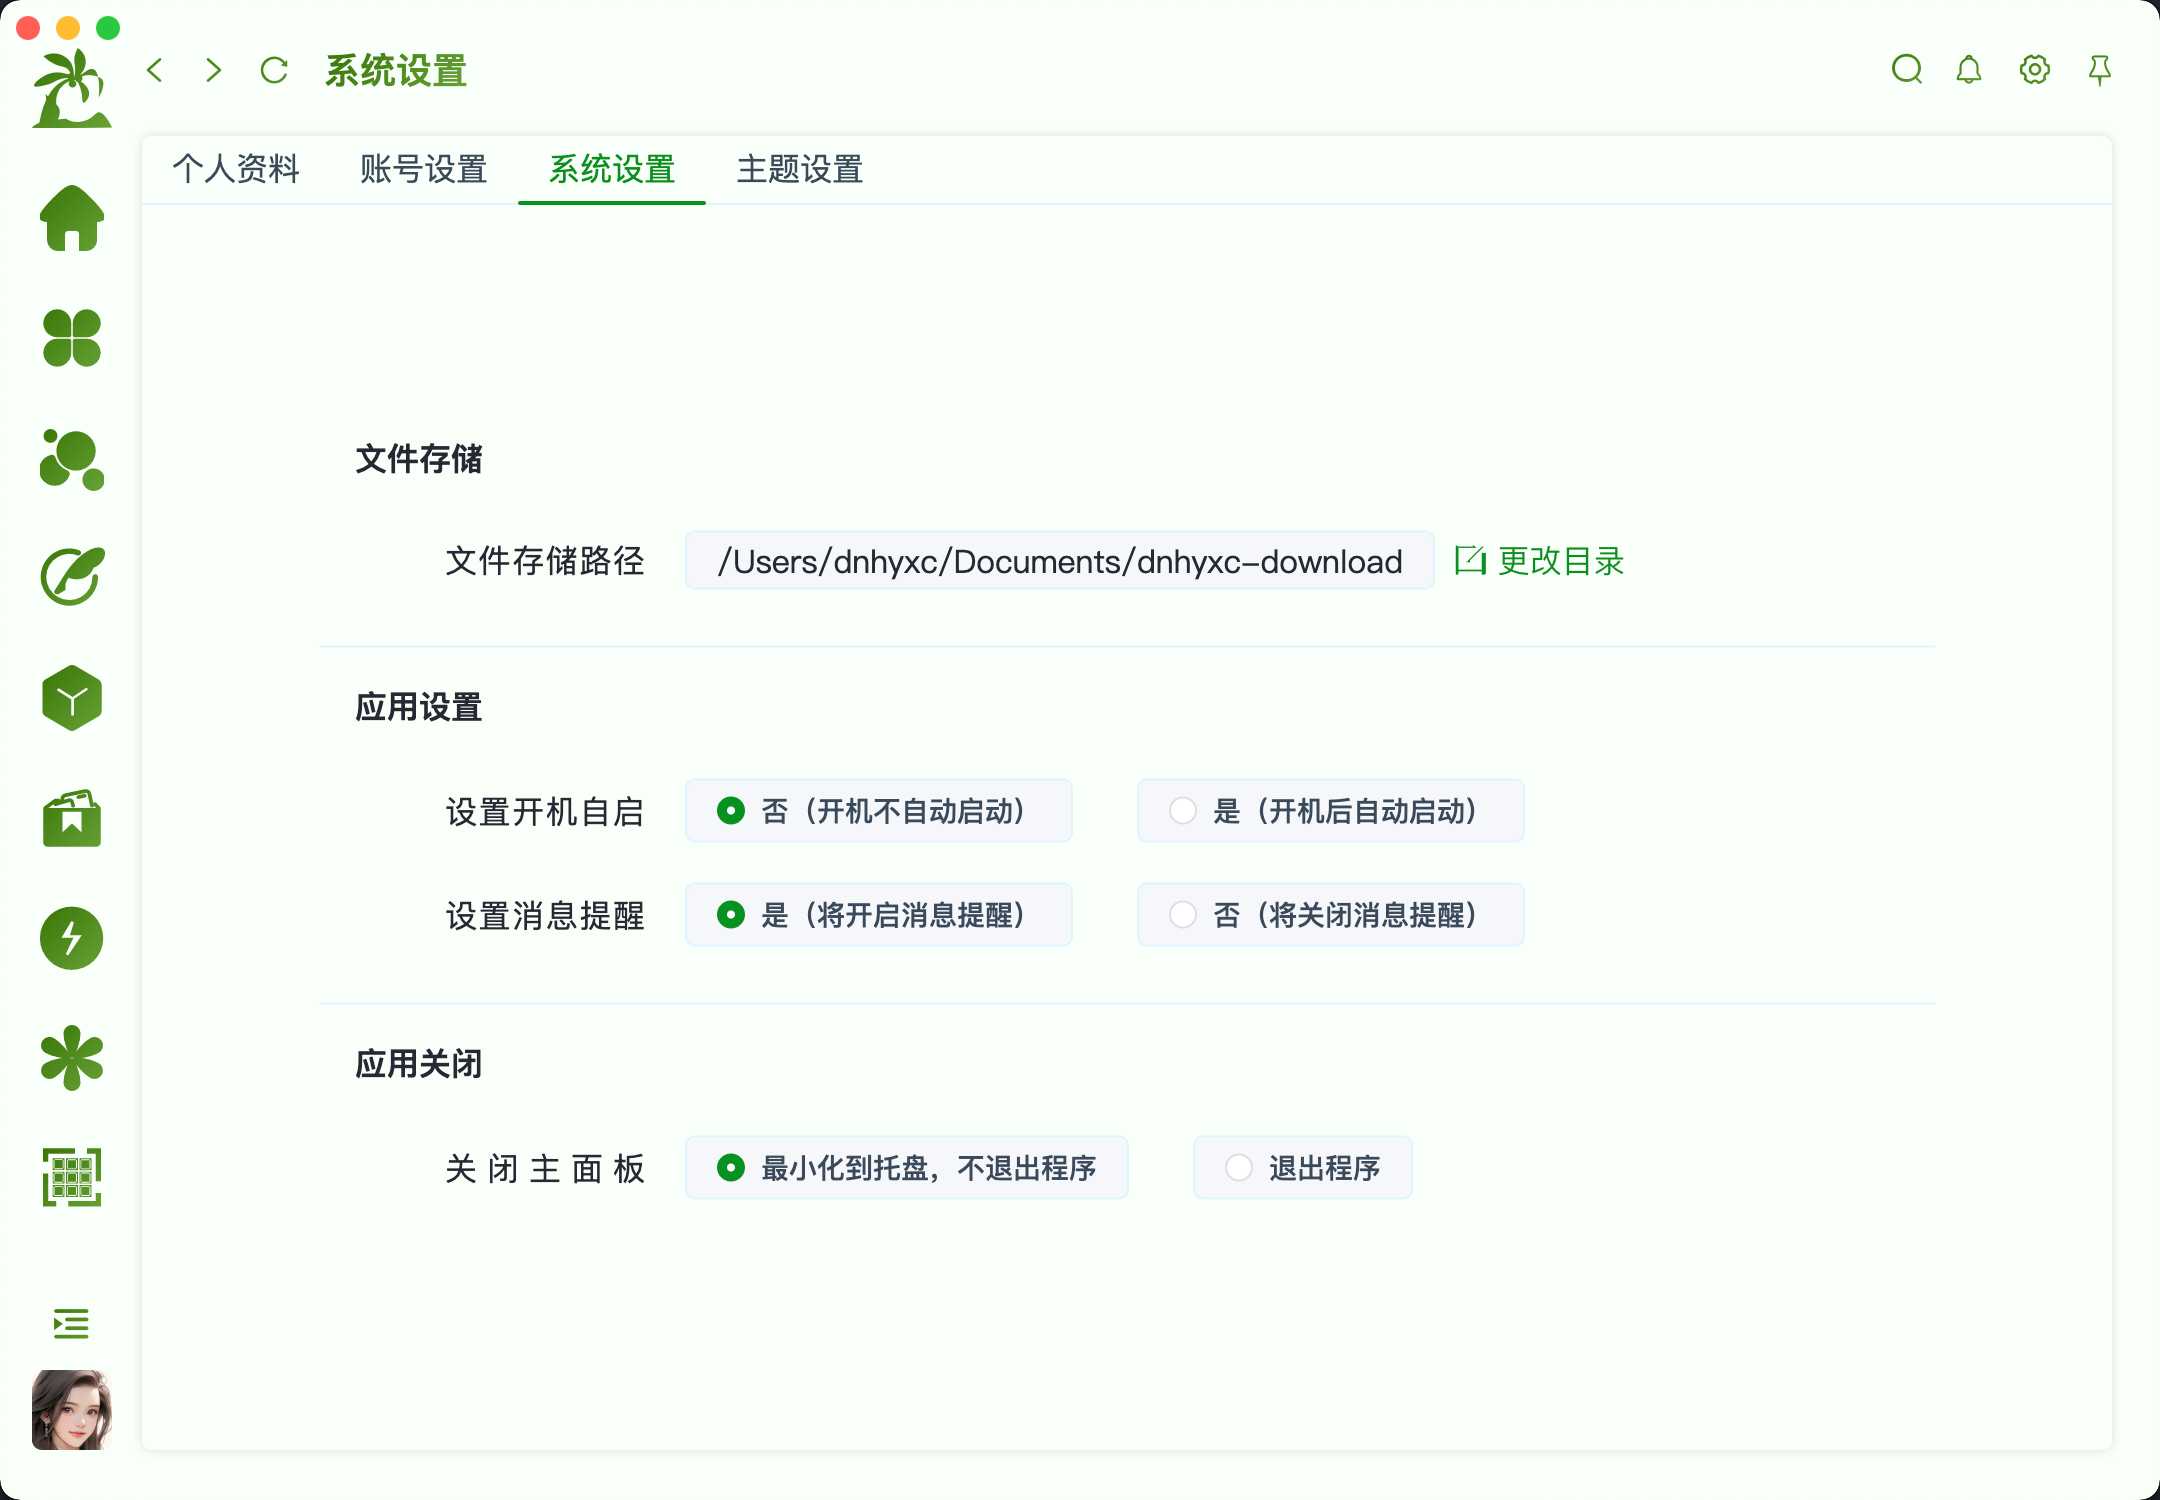 系统设置
个人资料 账号设置 系统设置 主题设置
文件存储
文件存储路径 /Users/dnhyxc/Documents/dnhyxc-download 更改目录
应用设置
设置开机自启 否（开机不自动启动） 是（开机后自动启动）
设置消息提醒 是（将开启消息提醒） 否（将关闭消息提醒）
应用关闭
关闭主面板 最小化到托盘，不退出程序 退出程序